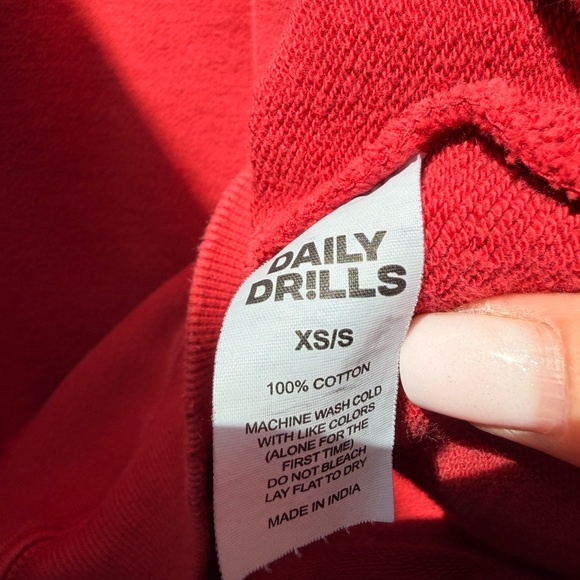 DAILY
DR!LLS
XS/S
100% COTTON
MACHINE WASH COLD
WITH LIKE COLORS
(ALONE FOR THE
FIRST TIME)
DO NOT BLEACH
LAY FLAT TO DRY
MADE IN INDIA